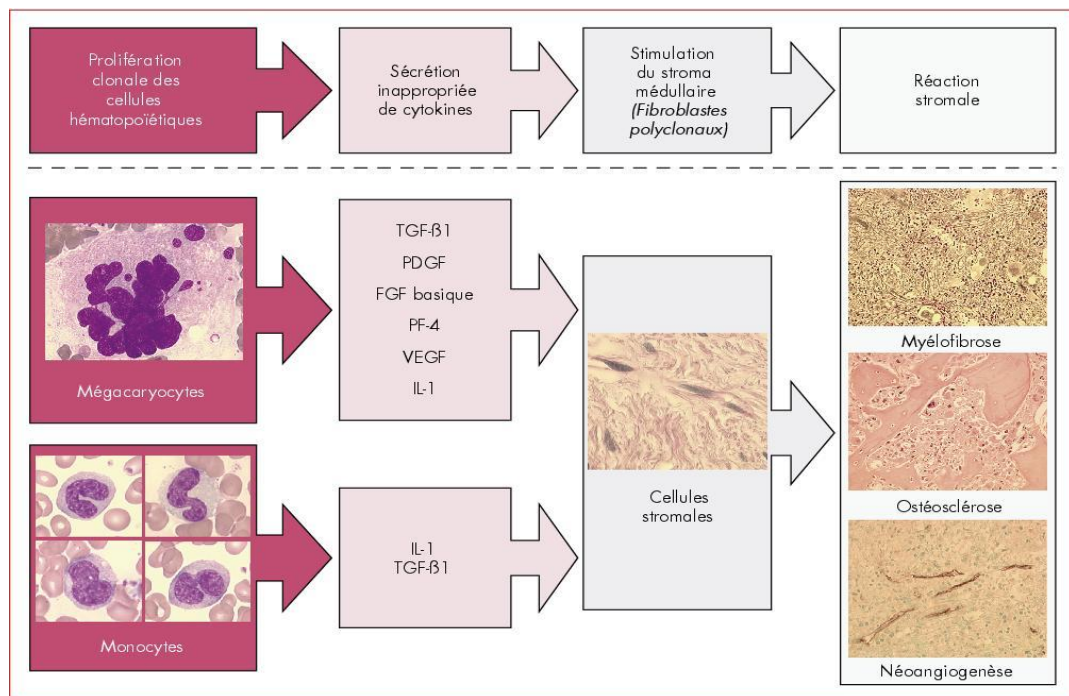 Prolifération
clonale des
cellules
hématopoïétiques
Sécrétion
inappropriée
de cytokines
Stimulation
du stroma
médullaire
(Fibroblastes
polyclonaux)
Réaction
stromale
Mégacaryocytes
TGF-ß1
PDGF
FGF basique
PF-4
VEGF
IL-1
Monocytes
IL-1
TGF-ß1
Cellules
stromales
Myélofibrose
Ostéosclérose
Néoangiogenèse